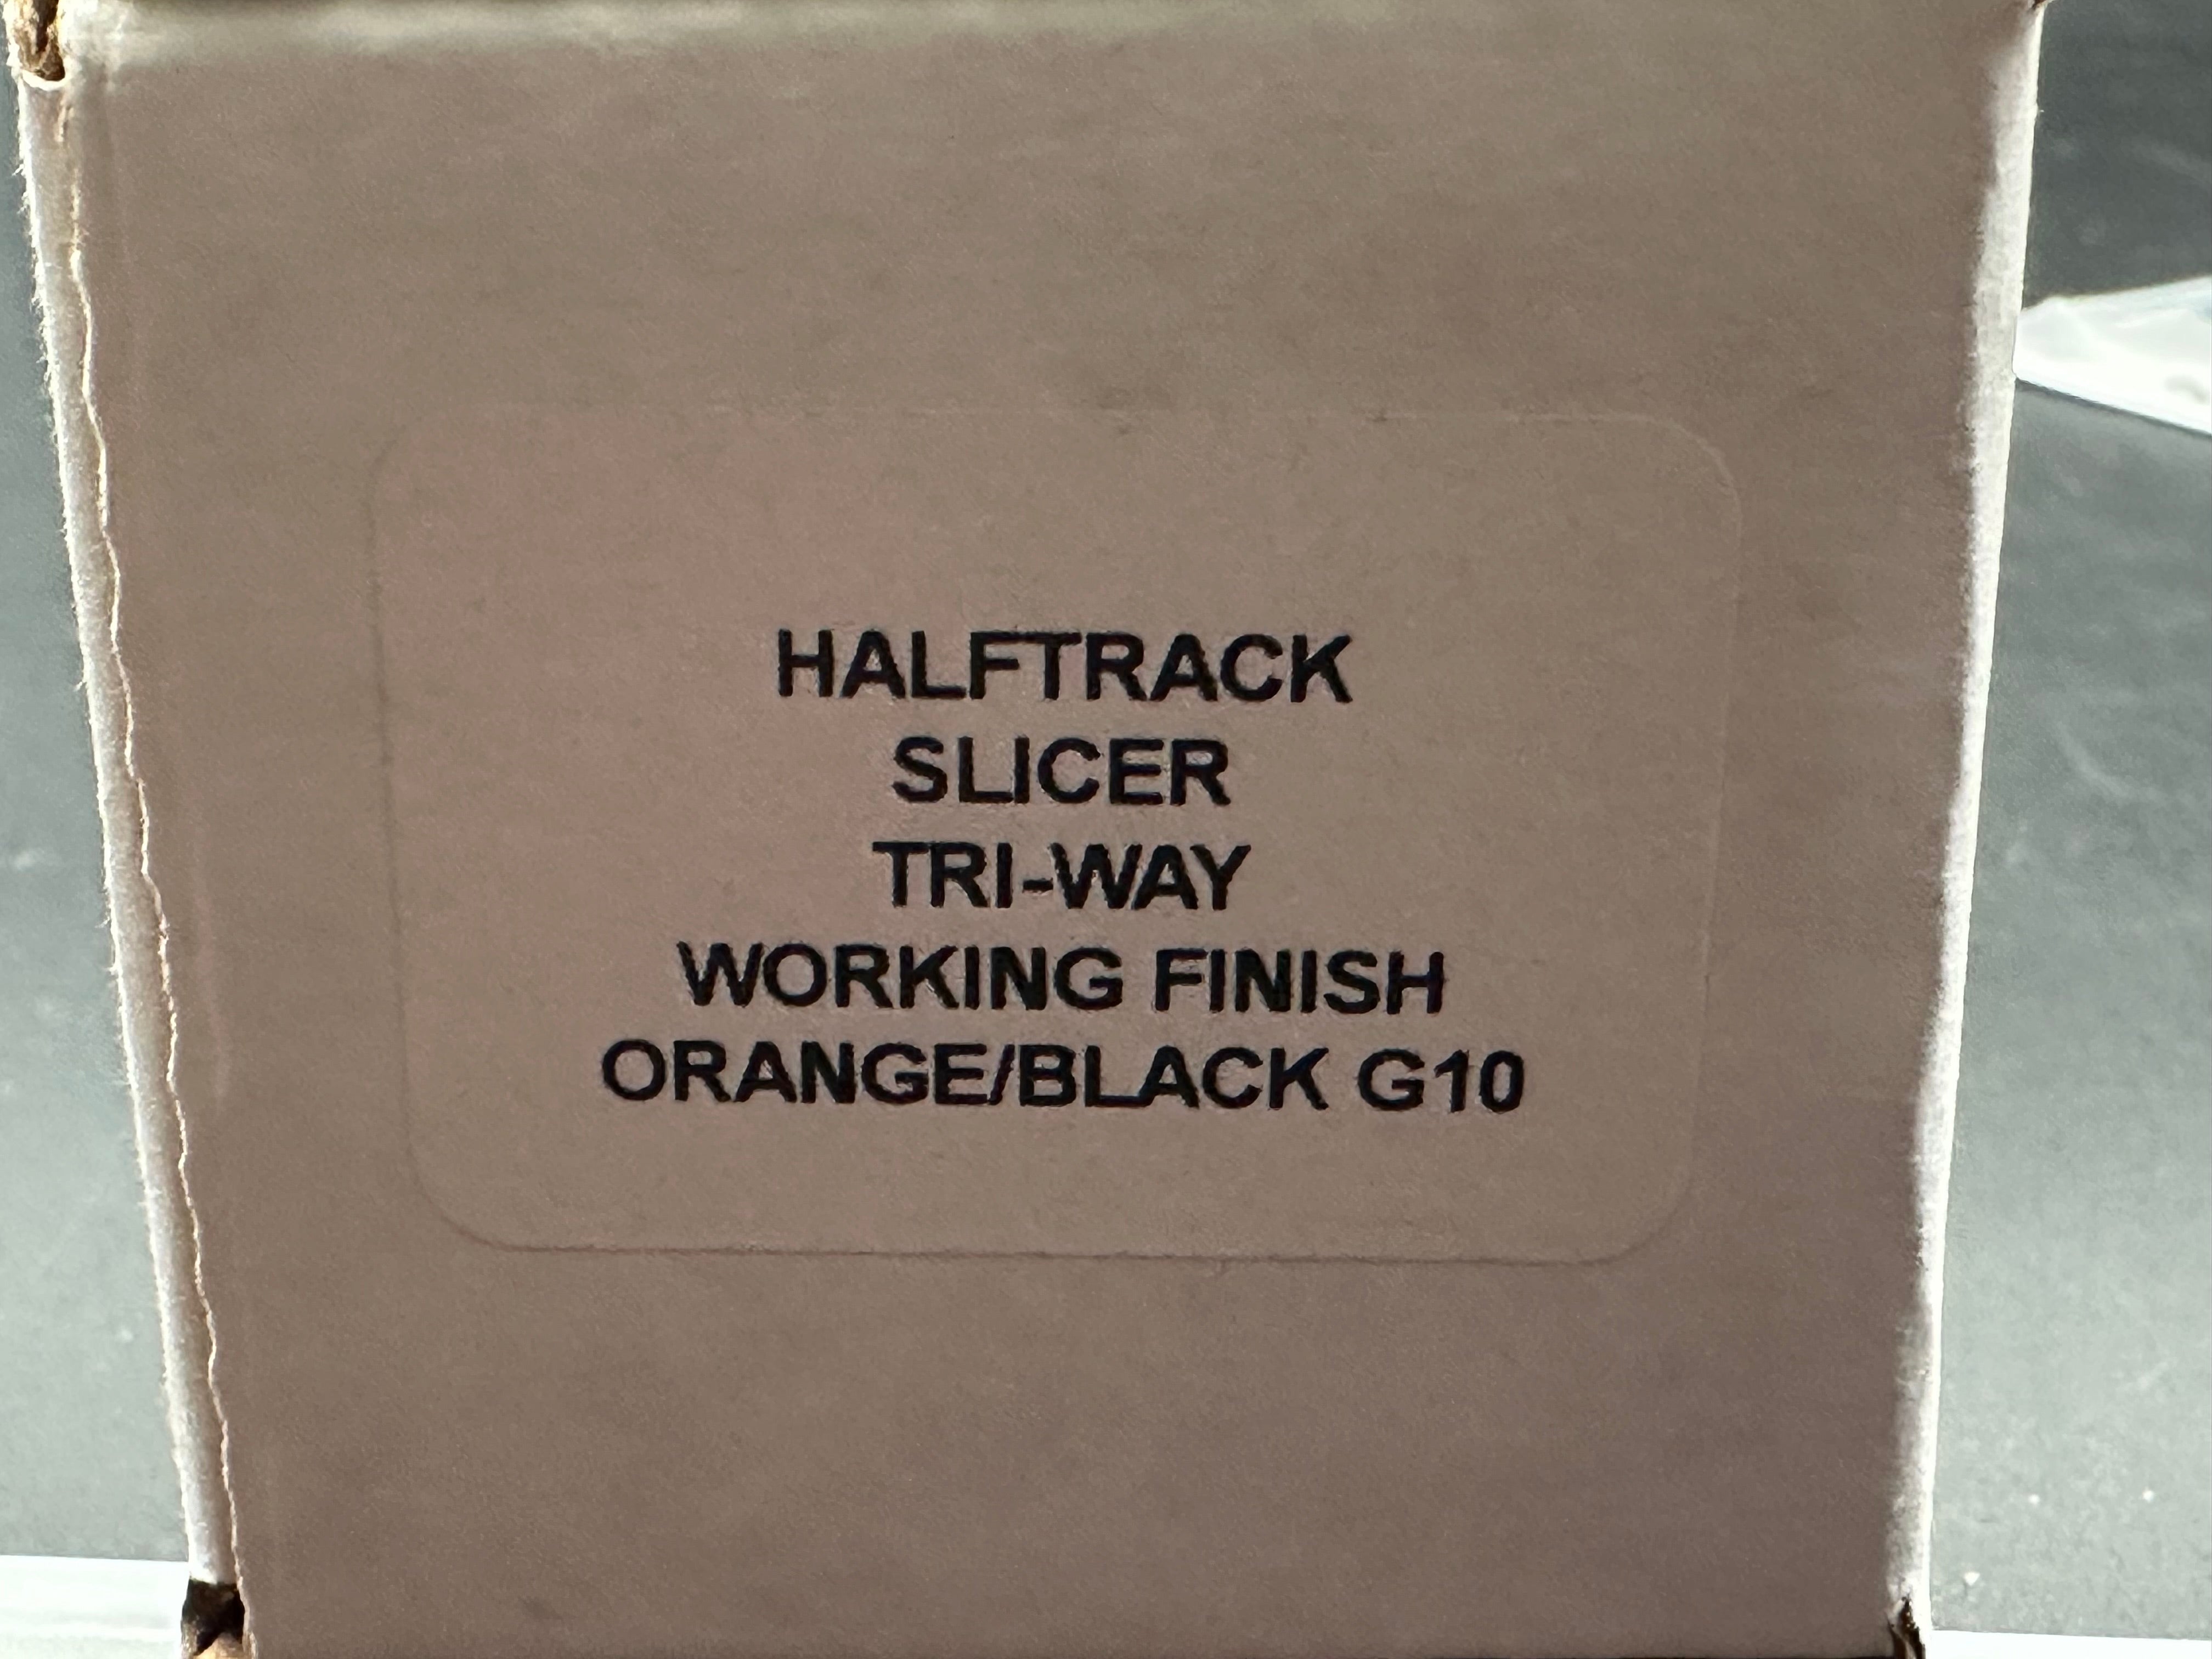 HALFTRACK
SLICER
TRI-WAY
WORKING FINISH
ORANGE/BLACK G10